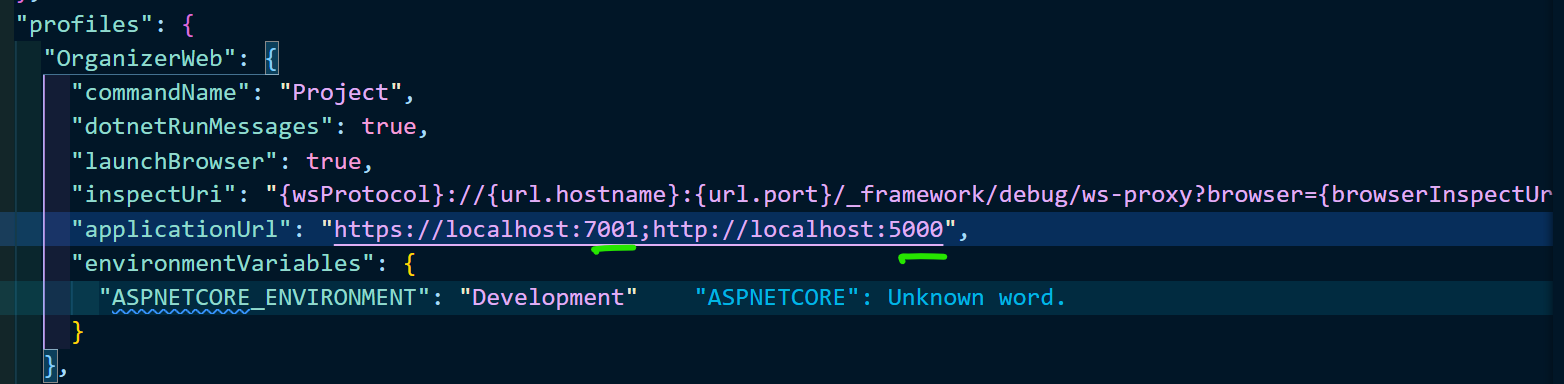 "profiles": {
"OrganizerWeb": {
"commandName": "Project",
"dotnetRunMessages": true,
"launchBrowser": true,
"inspectUri": "{wsProtocol}://{url.hostname}:{url.port}/_framework/debug/ws-proxy?browser={browserInspectUr
"applicationUrl": "https://localhost:7001;http://localhost:5000",
"environmentVariables": {
"ASPNETCORE_ENVIRONMENT": "Development" "ASPNETCORE": Unknown word.
}
},